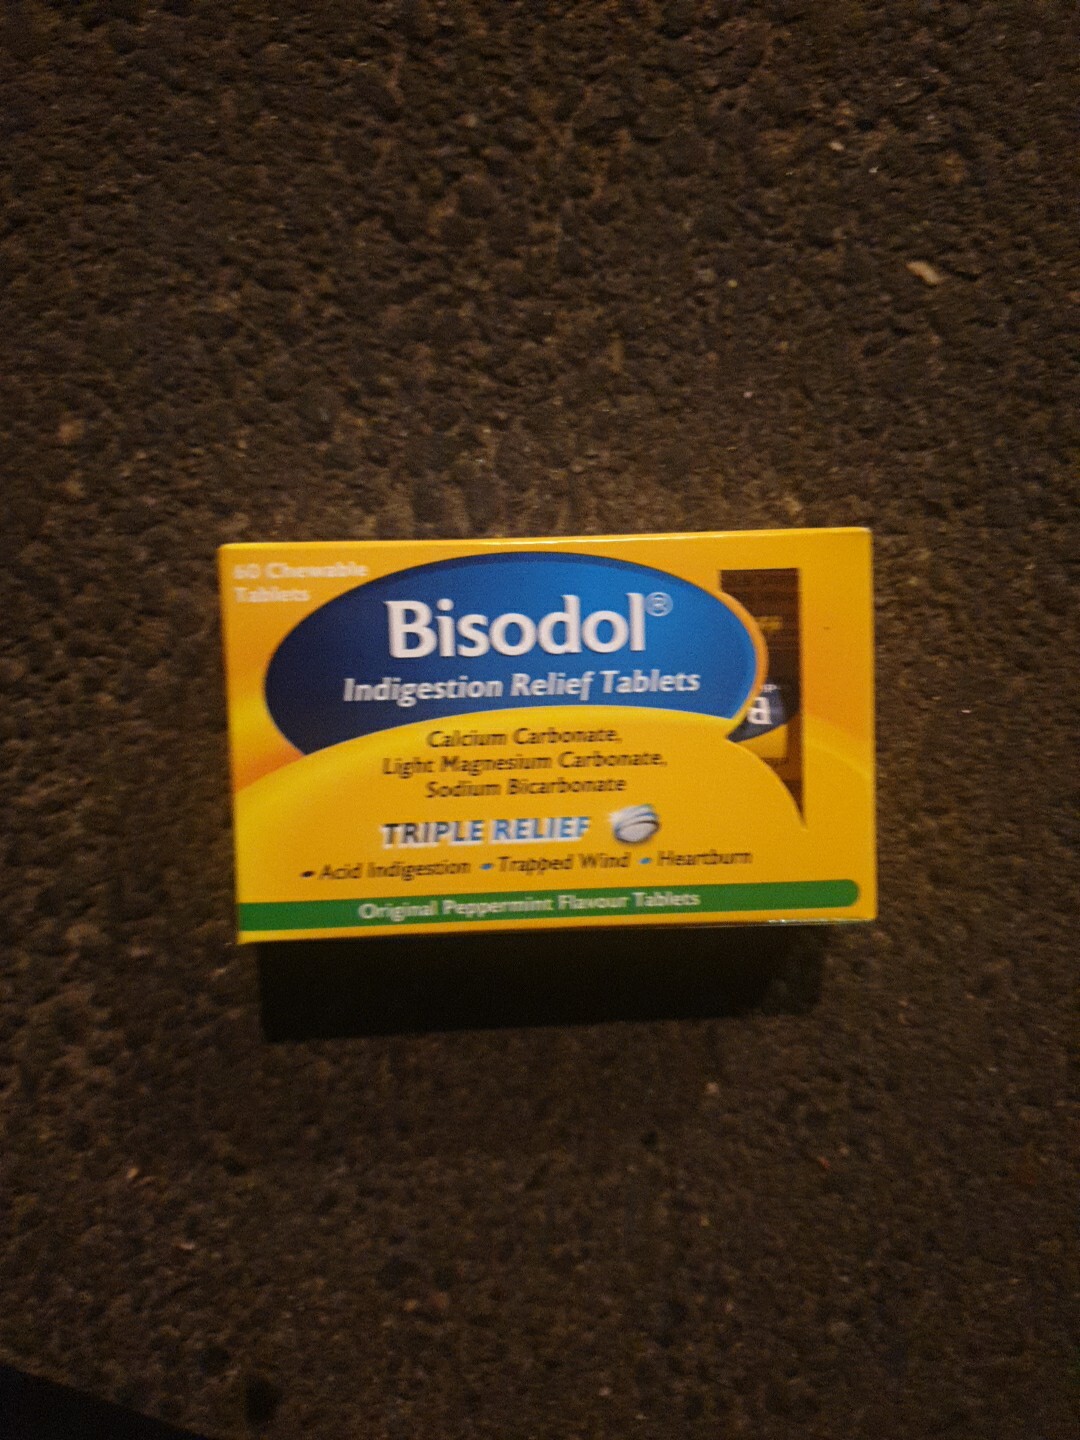 60 Chewable
Tablets
Bisodol®
Indigestion Relief Tablets
Calcium Carbonate,
Light Magnesium Carbonate,
Sodium Bicarbonate
TRIPLE RELIEF
Acid Indigestion Trapped Wind Heartburn
Original Peppermint Flavour Tablets
a